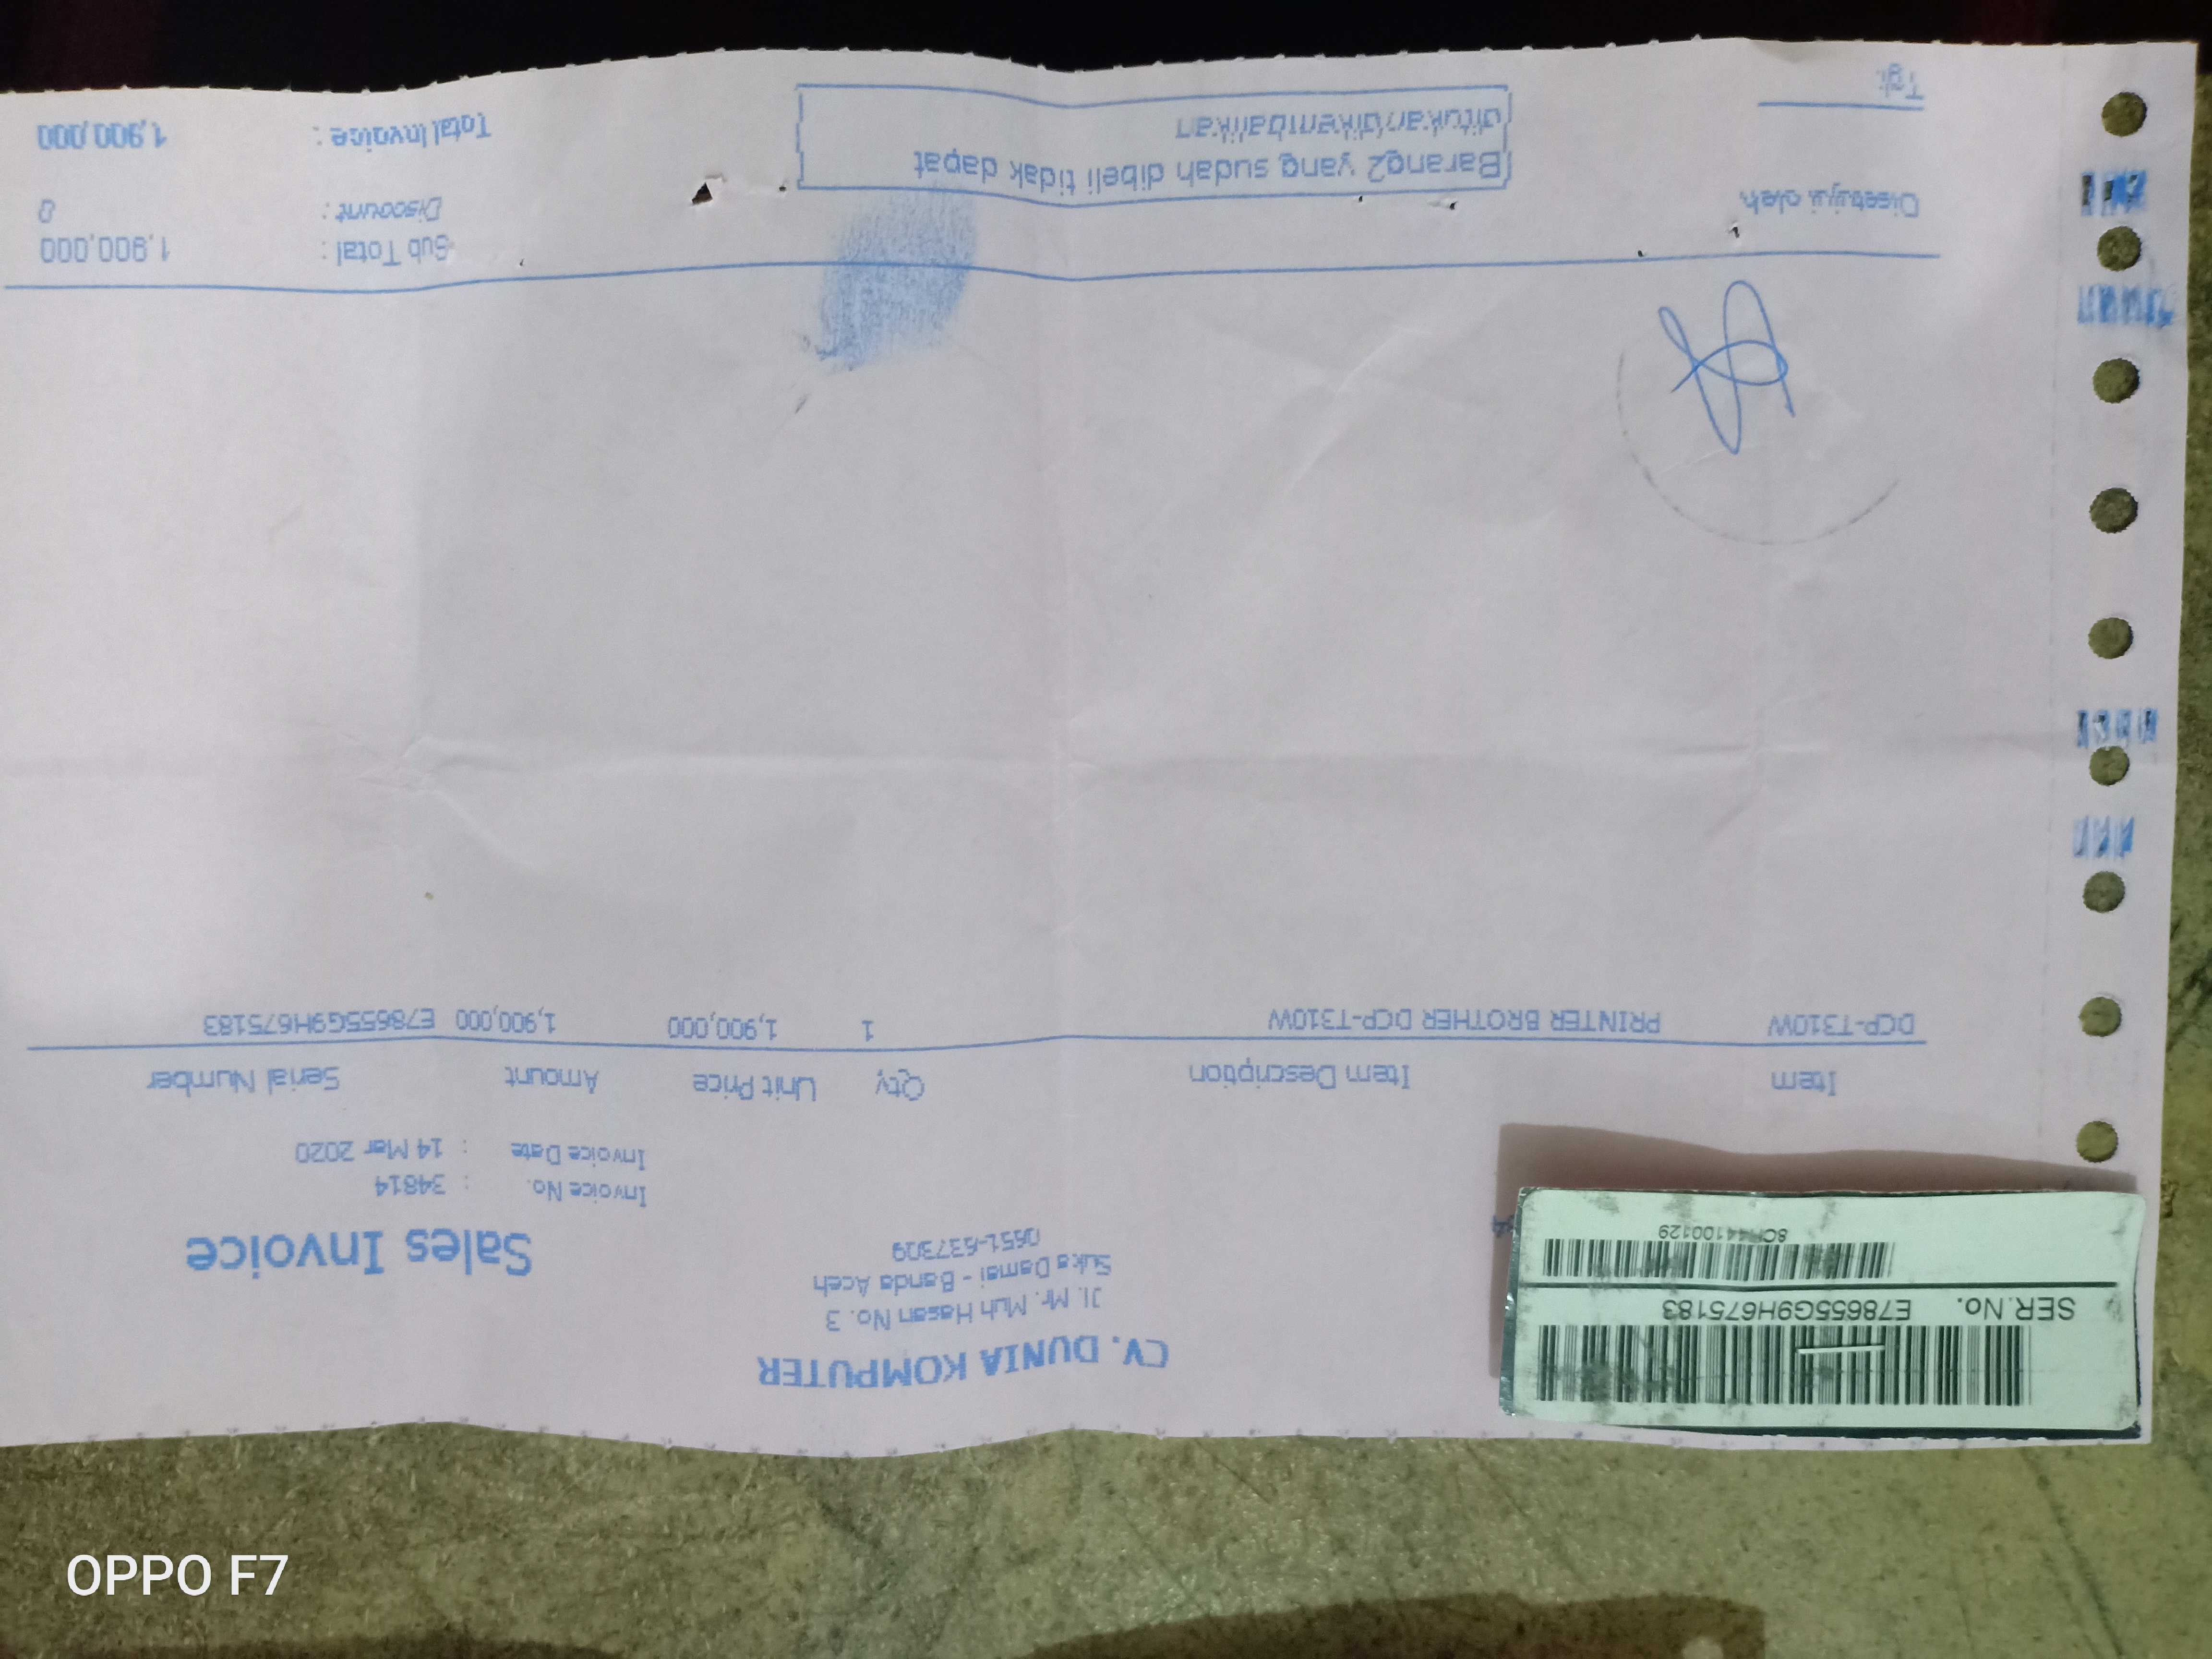 CV. DUNIA KOMPUTER
Jl. Mr. Muh Hasan No. 3
Suka Damai - Banda Aceh
0651-637309
SER.No. E78655G9H675183
Sales Invoice
Invoice No. : 34814
Invoice Date : 14 Mar 2020
Item Item Description Qty Unit Price Amount Serial Number
DCP-T310W PRINTER BROTHER DCP-T310W 1 1,900,000 1,900,000 E78655G9H675183
Sub Total : 1,900,000
Discount : 0
Total Invoice : 1,900,000
Disetujui oleh
Tgl:
Barang2 yang sudah dibeli tidak dapat
ditukar/dikembalikan
OPPO F7